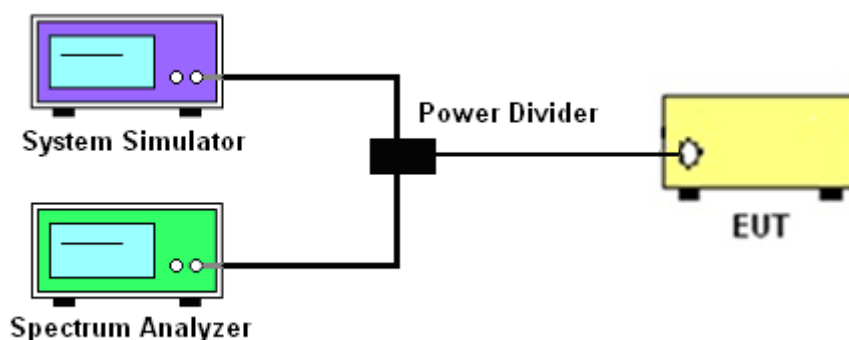 System Simulator
Power Divider
EUT
Spectrum Analyzer